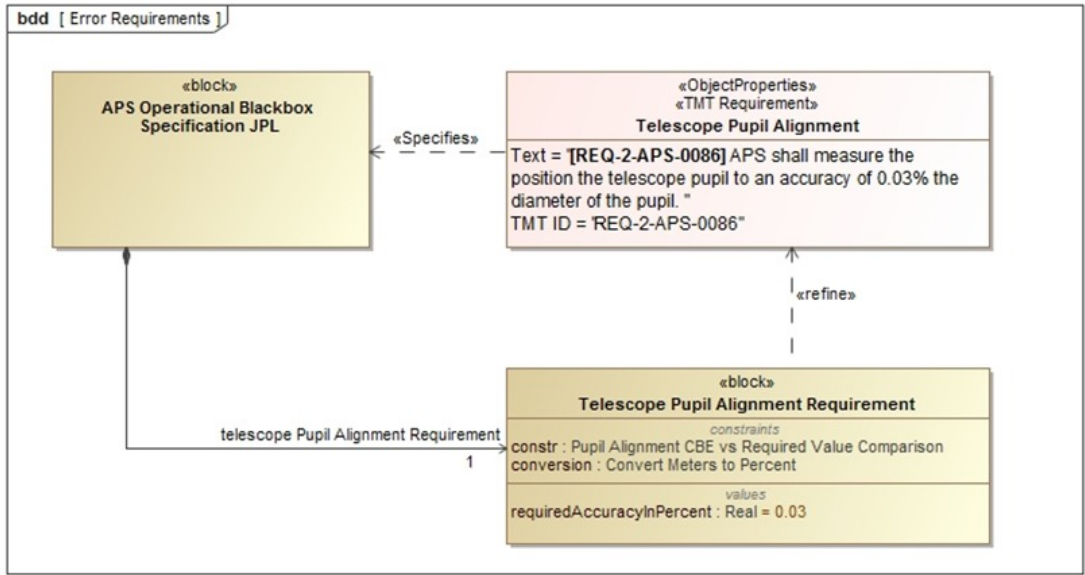 bdd [ Error Requirements ]
«block»
APS Operational Blackbox
Specification JPL
«Specifies»
«ObjectProperties»
«TMT Requirement»
Telescope Pupil Alignment
Text = "[REQ-2-APS-0086] APS shall measure the
position the telescope pupil to an accuracy of 0.03% the
diameter of the pupil. "
TMT ID = "REQ-2-APS-0086"
«refine»
telescope Pupil Alignment Requirement
1
«block»
Telescope Pupil Alignment Requirement
constraints
constr : Pupil Alignment CBE vs Required Value Comparison
conversion : Convert Meters to Percent
values
requiredAccuracyInPercent : Real = 0.03